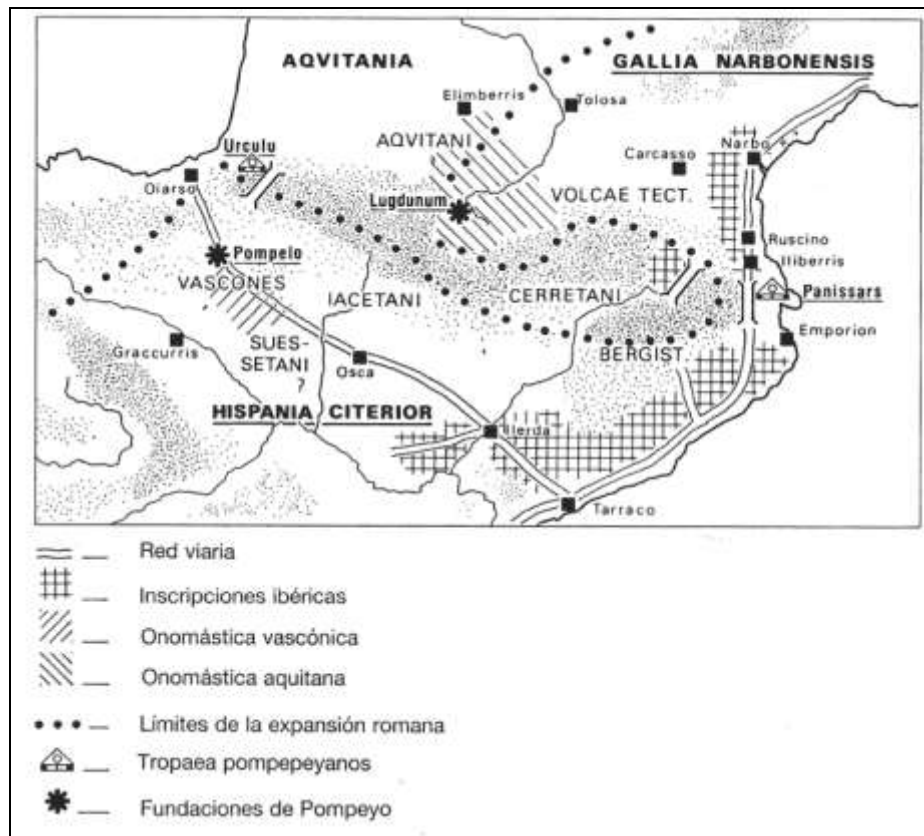 AQVITANIA
GALLIA NARBONENSIS
Elimberris
Tolosa
Urculu
AQVITANI
Carcasso
Narbo
Oiarso
Lugdunum
VOLCAE TECT.
Pompelo
Ruscino
Iliberris
VASCONES
IACETANI
CERRETANI
Panissars
Graccurris
SUES-
SETANI
?
Osca
BERGIST.
Emporion
HISPANIA CITERIOR
Ilerda
Tarraco
Red viaria
Inscripciones ibéricas
Onomástica vascónica
Onomástica aquitana
Límites de la expansión romana
Tropaea pompepeyanos
Fundaciones de Pompeyo